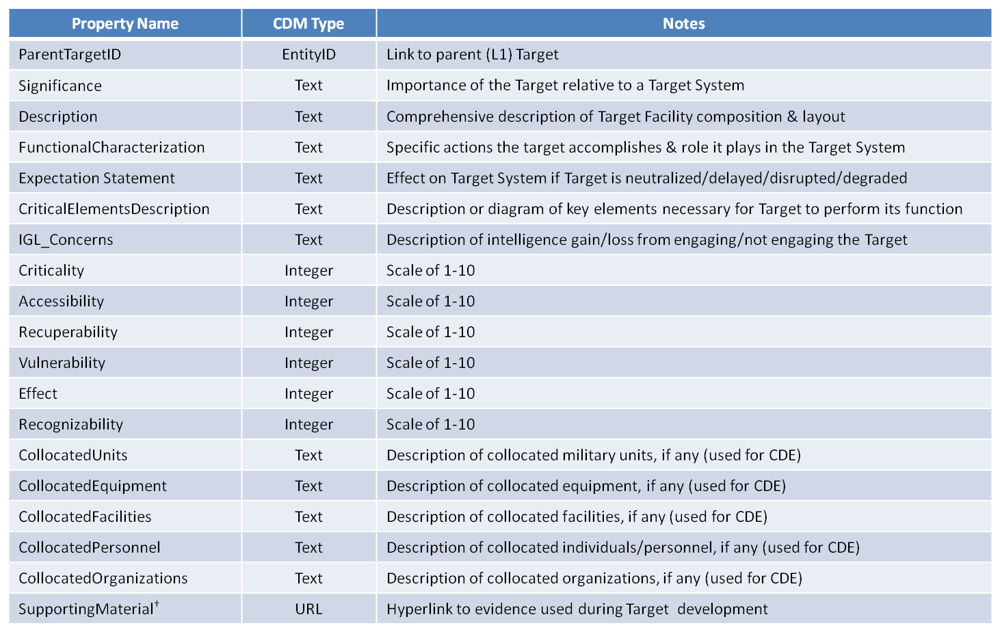 Property Name CDM Type Notes
ParentTargetID EntityID Link to parent (L1) Target
Significance Text Importance of the Target relative to a Target System
Description Text Comprehensive description of Target Facility composition & layout
FunctionalCharacterization Text Specific actions the target accomplishes & role it plays in the Target System
Expectation Statement Text Effect on Target System if Target is neutralized/delayed/disrupted/degraded
CriticalElementsDescription Text Description or diagram of key elements necessary for Target to perform its function
IGL_Concerns Text Description of intelligence gain/loss from engaging/not engaging the Target
Criticality Integer Scale of 1-10
Accessibility Integer Scale of 1-10
Recuperability Integer Scale of 1-10
Vulnerability Integer Scale of 1-10
Effect Integer Scale of 1-10
Recognizability Integer Scale of 1-10
CollocatedUnits Text Description of collocated military units, if any (used for CDE)
CollocatedEquipment Text Description of collocated equipment, if any (used for CDE)
CollocatedFacilities Text Description of collocated facilities, if any (used for CDE)
CollocatedPersonnel Text Description of collocated individuals/personnel, if any (used for CDE)
CollocatedOrganizations Text Description of collocated organizations, if any (used for CDE)
SupportingMaterial† URL Hyperlink to evidence used during Target development